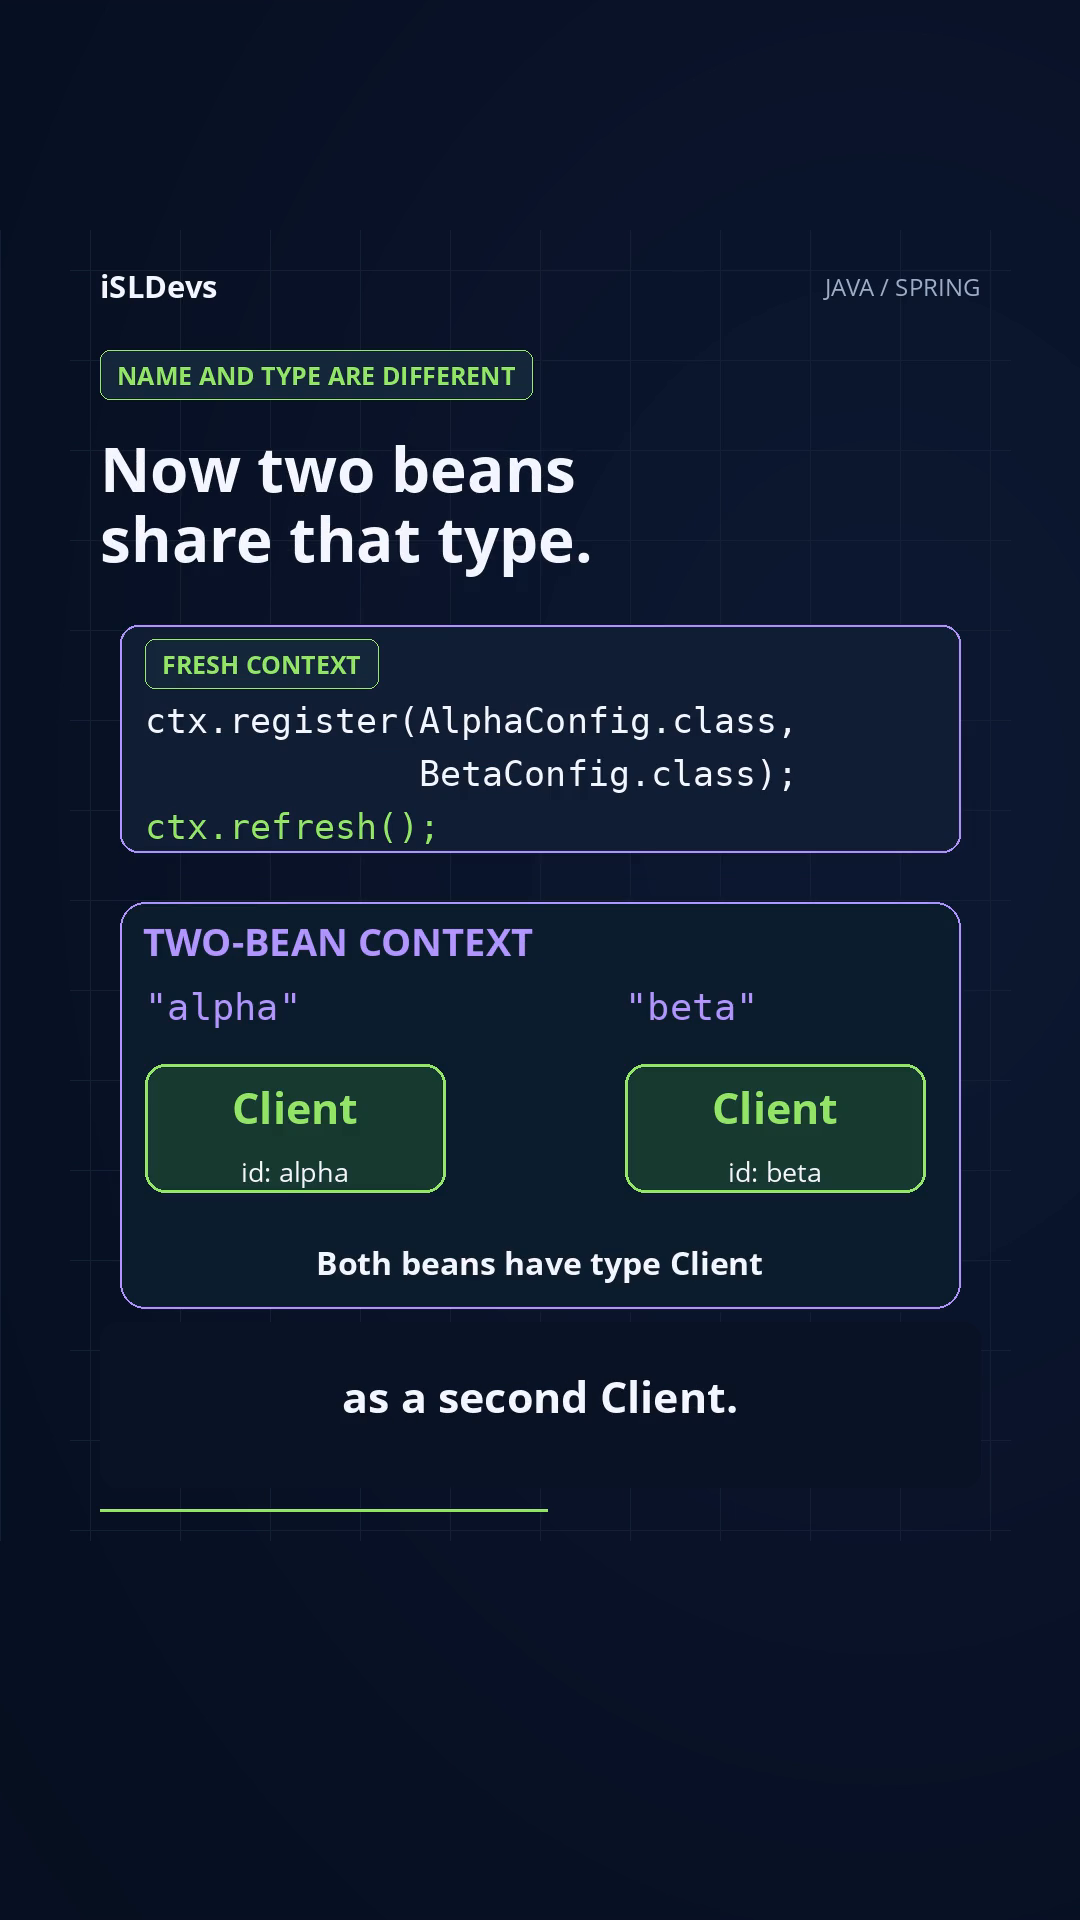 iSLDevs
JAVA / SPRING
NAME AND TYPE ARE DIFFERENT
Now two beans
share that type.
FRESH CONTEXT
ctx.register(AlphaConfig.class,
BetaConfig.class);
ctx.refresh();
TWO-BEAN CONTEXT
"alpha"
"beta"
Client
id: alpha
Client
id: beta
Both beans have type Client
as a second Client.